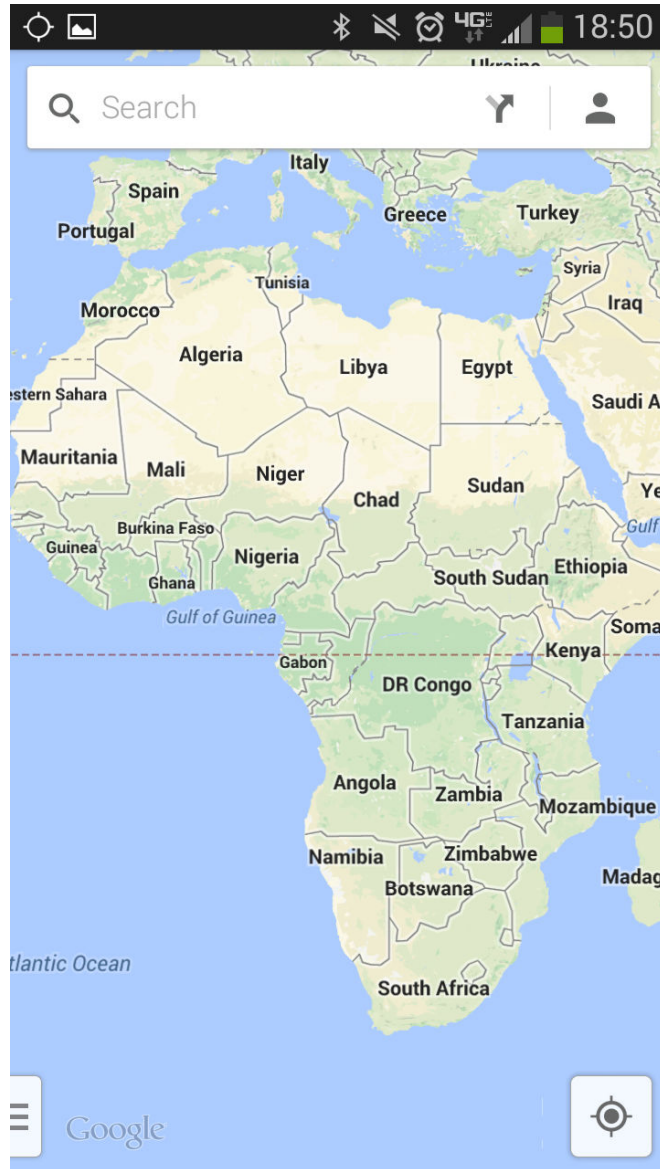 4G LTE 18:50
Ukraine
Search
Italy
Spain
Greece
Turkey
Portugal
Syria
Tunisia
Iraq
Morocco
Algeria
Libya
Egypt
estern Sahara
Saudi A
Mauritania
Mali
Niger
Sudan
Ye
Chad
Burkina Faso
Gulf
Guinea
Nigeria
Ethiopia
Ghana
South Sudan
Gulf of Guinea
Soma
Kenya
Gabon
DR Congo
Tanzania
Angola
Zambia
Mozambique
Namibia
Zimbabwe
Botswana
Madag
tlantic Ocean
South Africa
Google